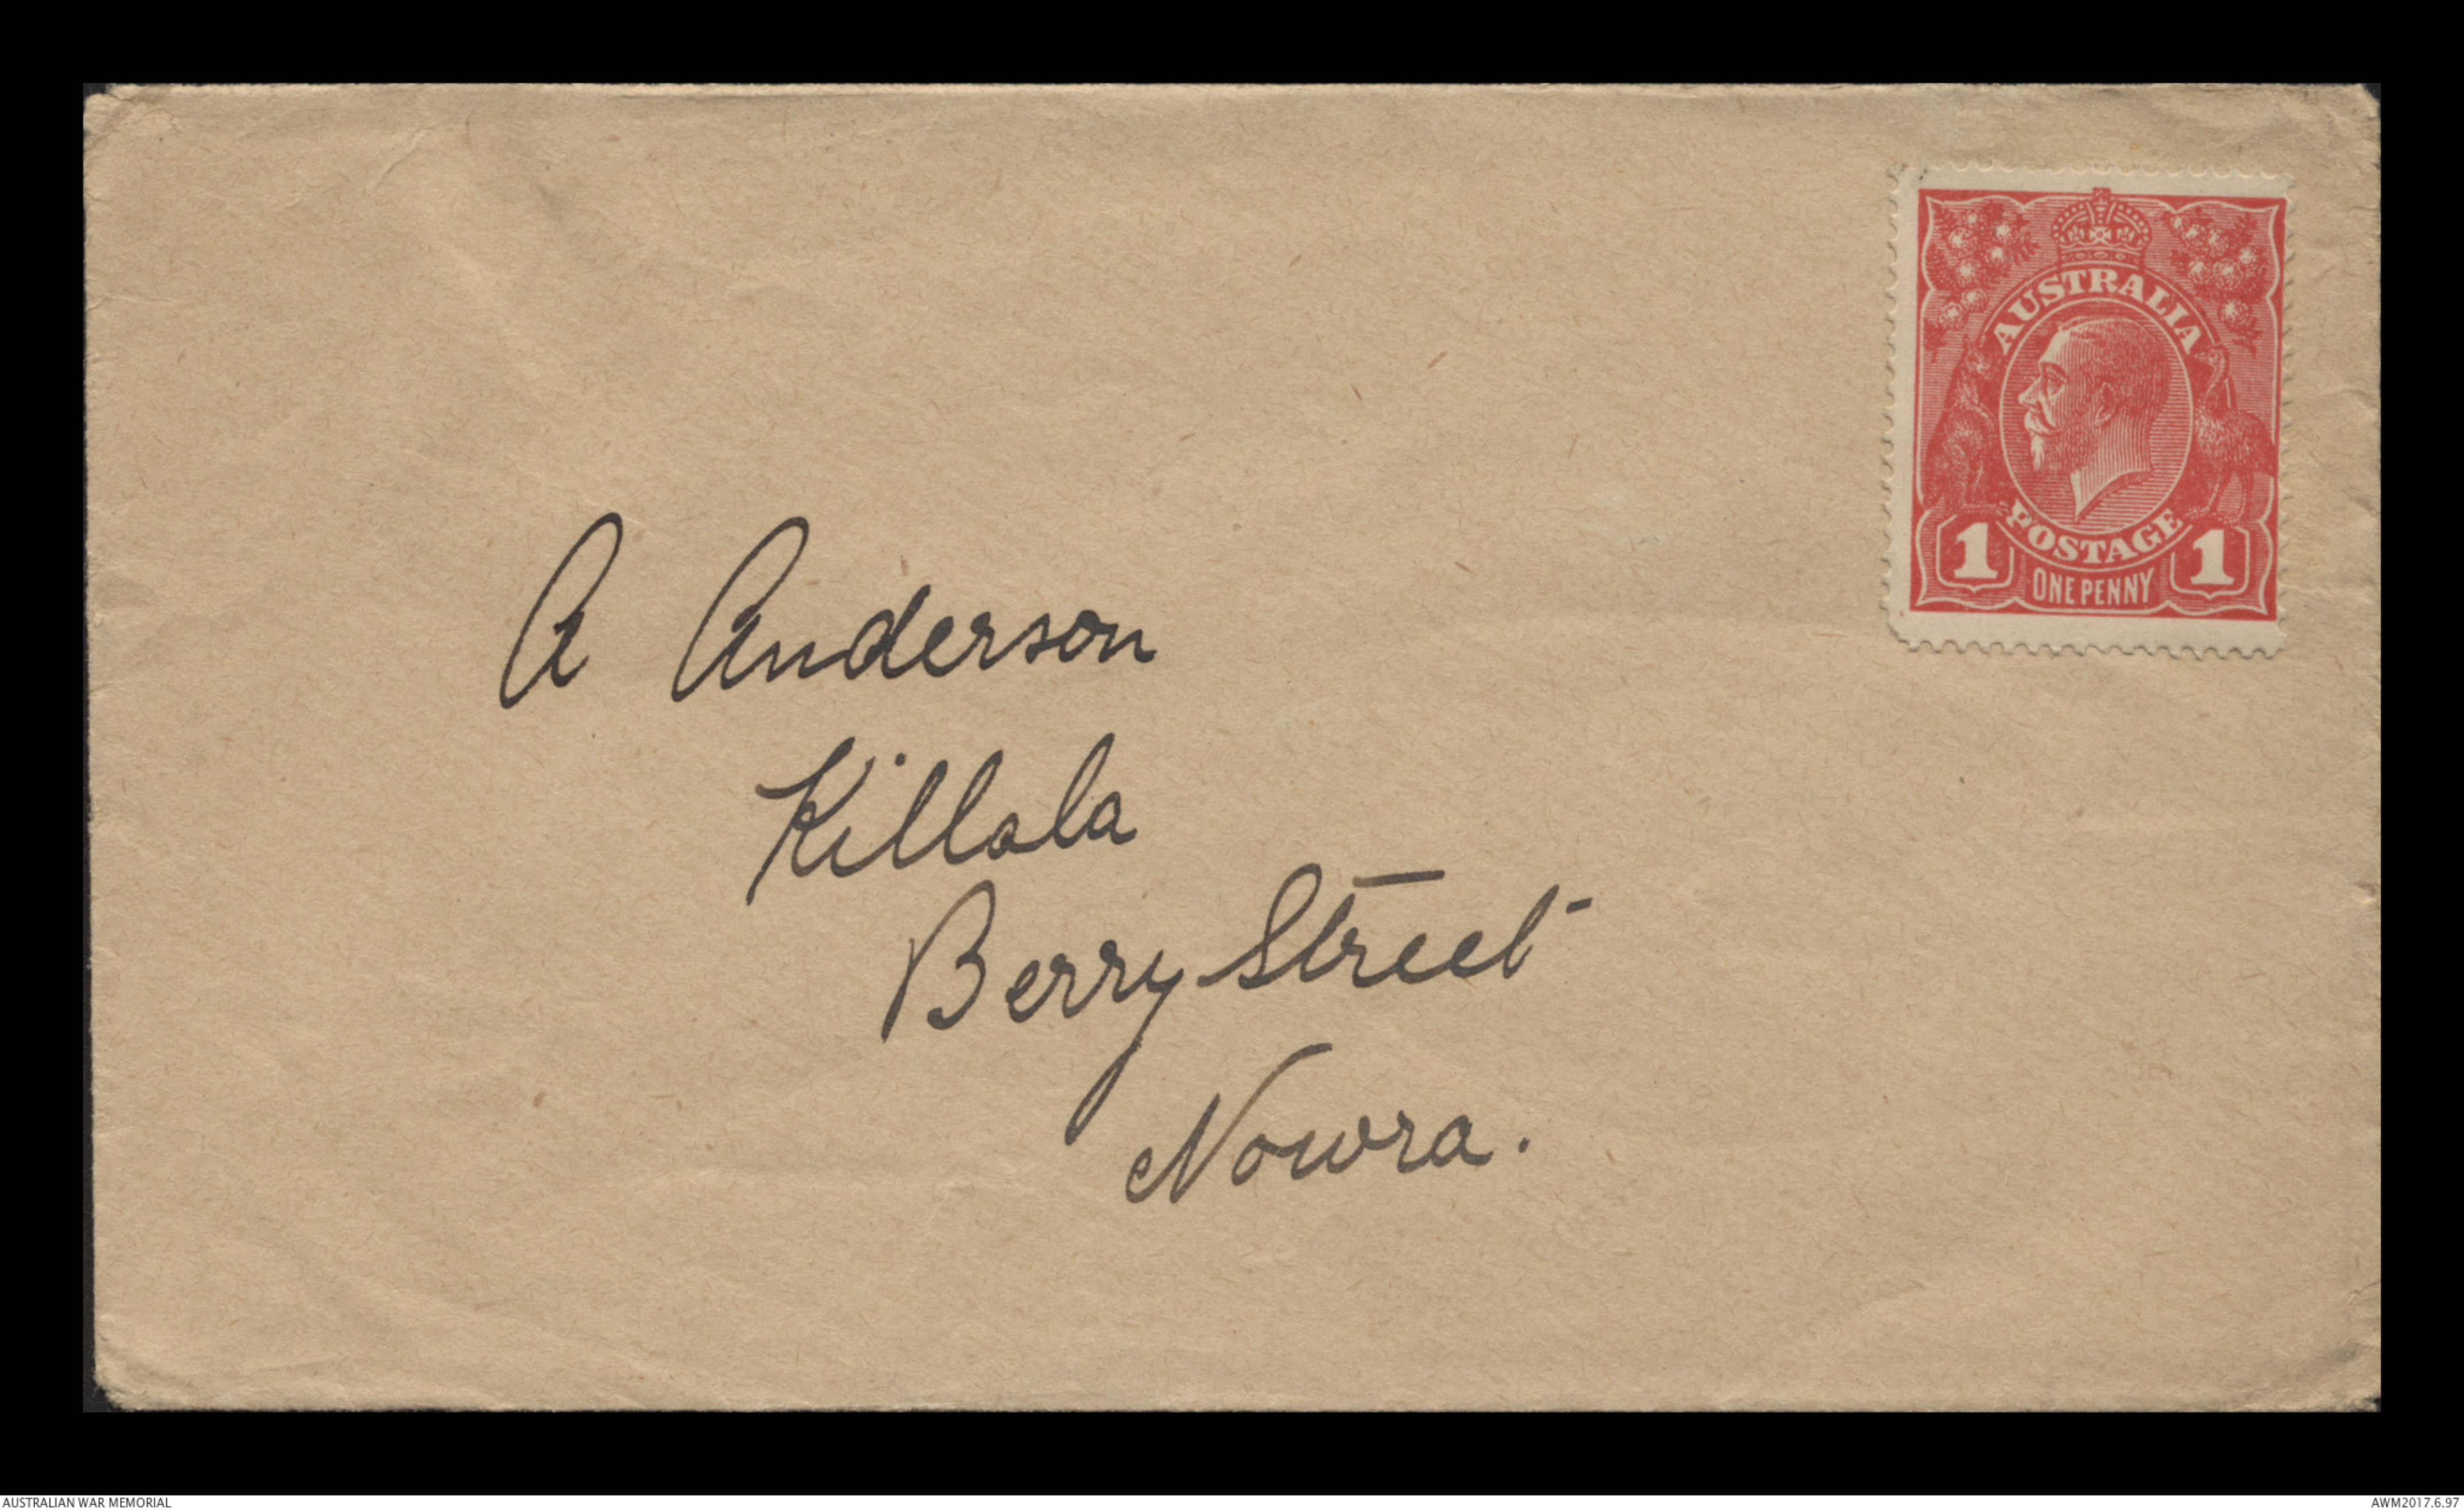 AUSTRALIA
POSTAGE
1 ONE PENNY 1
A Anderson
Killala
Berry Street
Nowra.
AUSTRALIAN WAR MEMORIAL
AWM2017.6.97